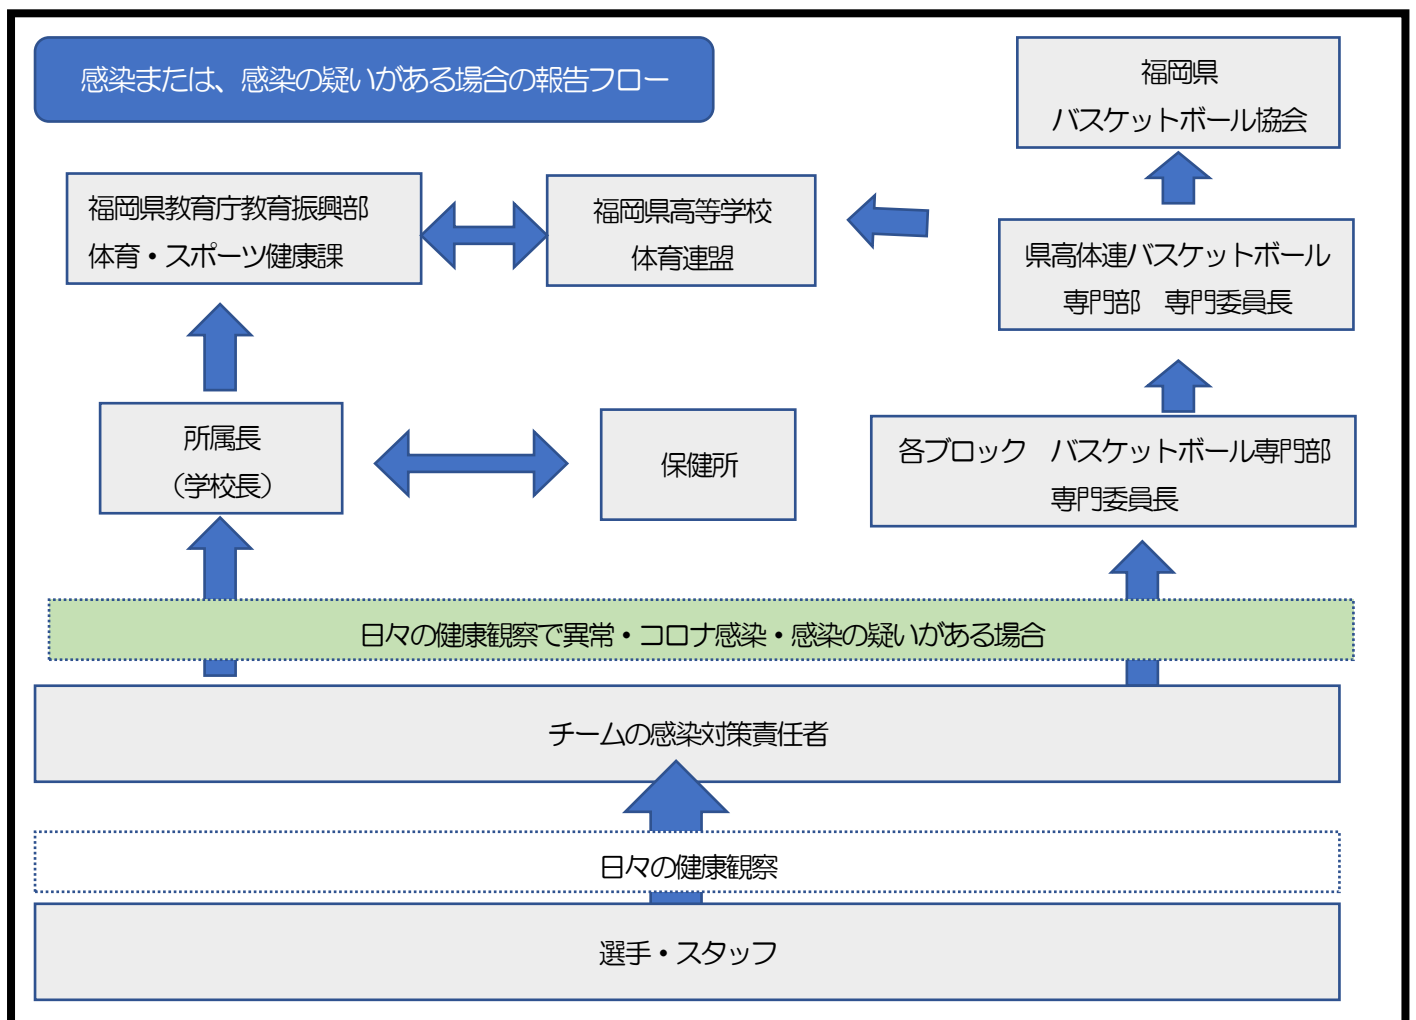 感染または、感染の疑いがある場合の報告フロー
福岡県
バスケットボール協会
福岡県教育庁教育振興部
体育・スポーツ健康課
福岡県高等学校
体育連盟
県高体連バスケットボール
専門部　専門委員長
所属長
（学校長）
保健所
各ブロック　バスケットボール専門部
専門委員長
日々の健康観察で異常・コロナ感染・感染の疑いがある場合
チームの感染対策責任者
日々の健康観察
選手・スタッフ